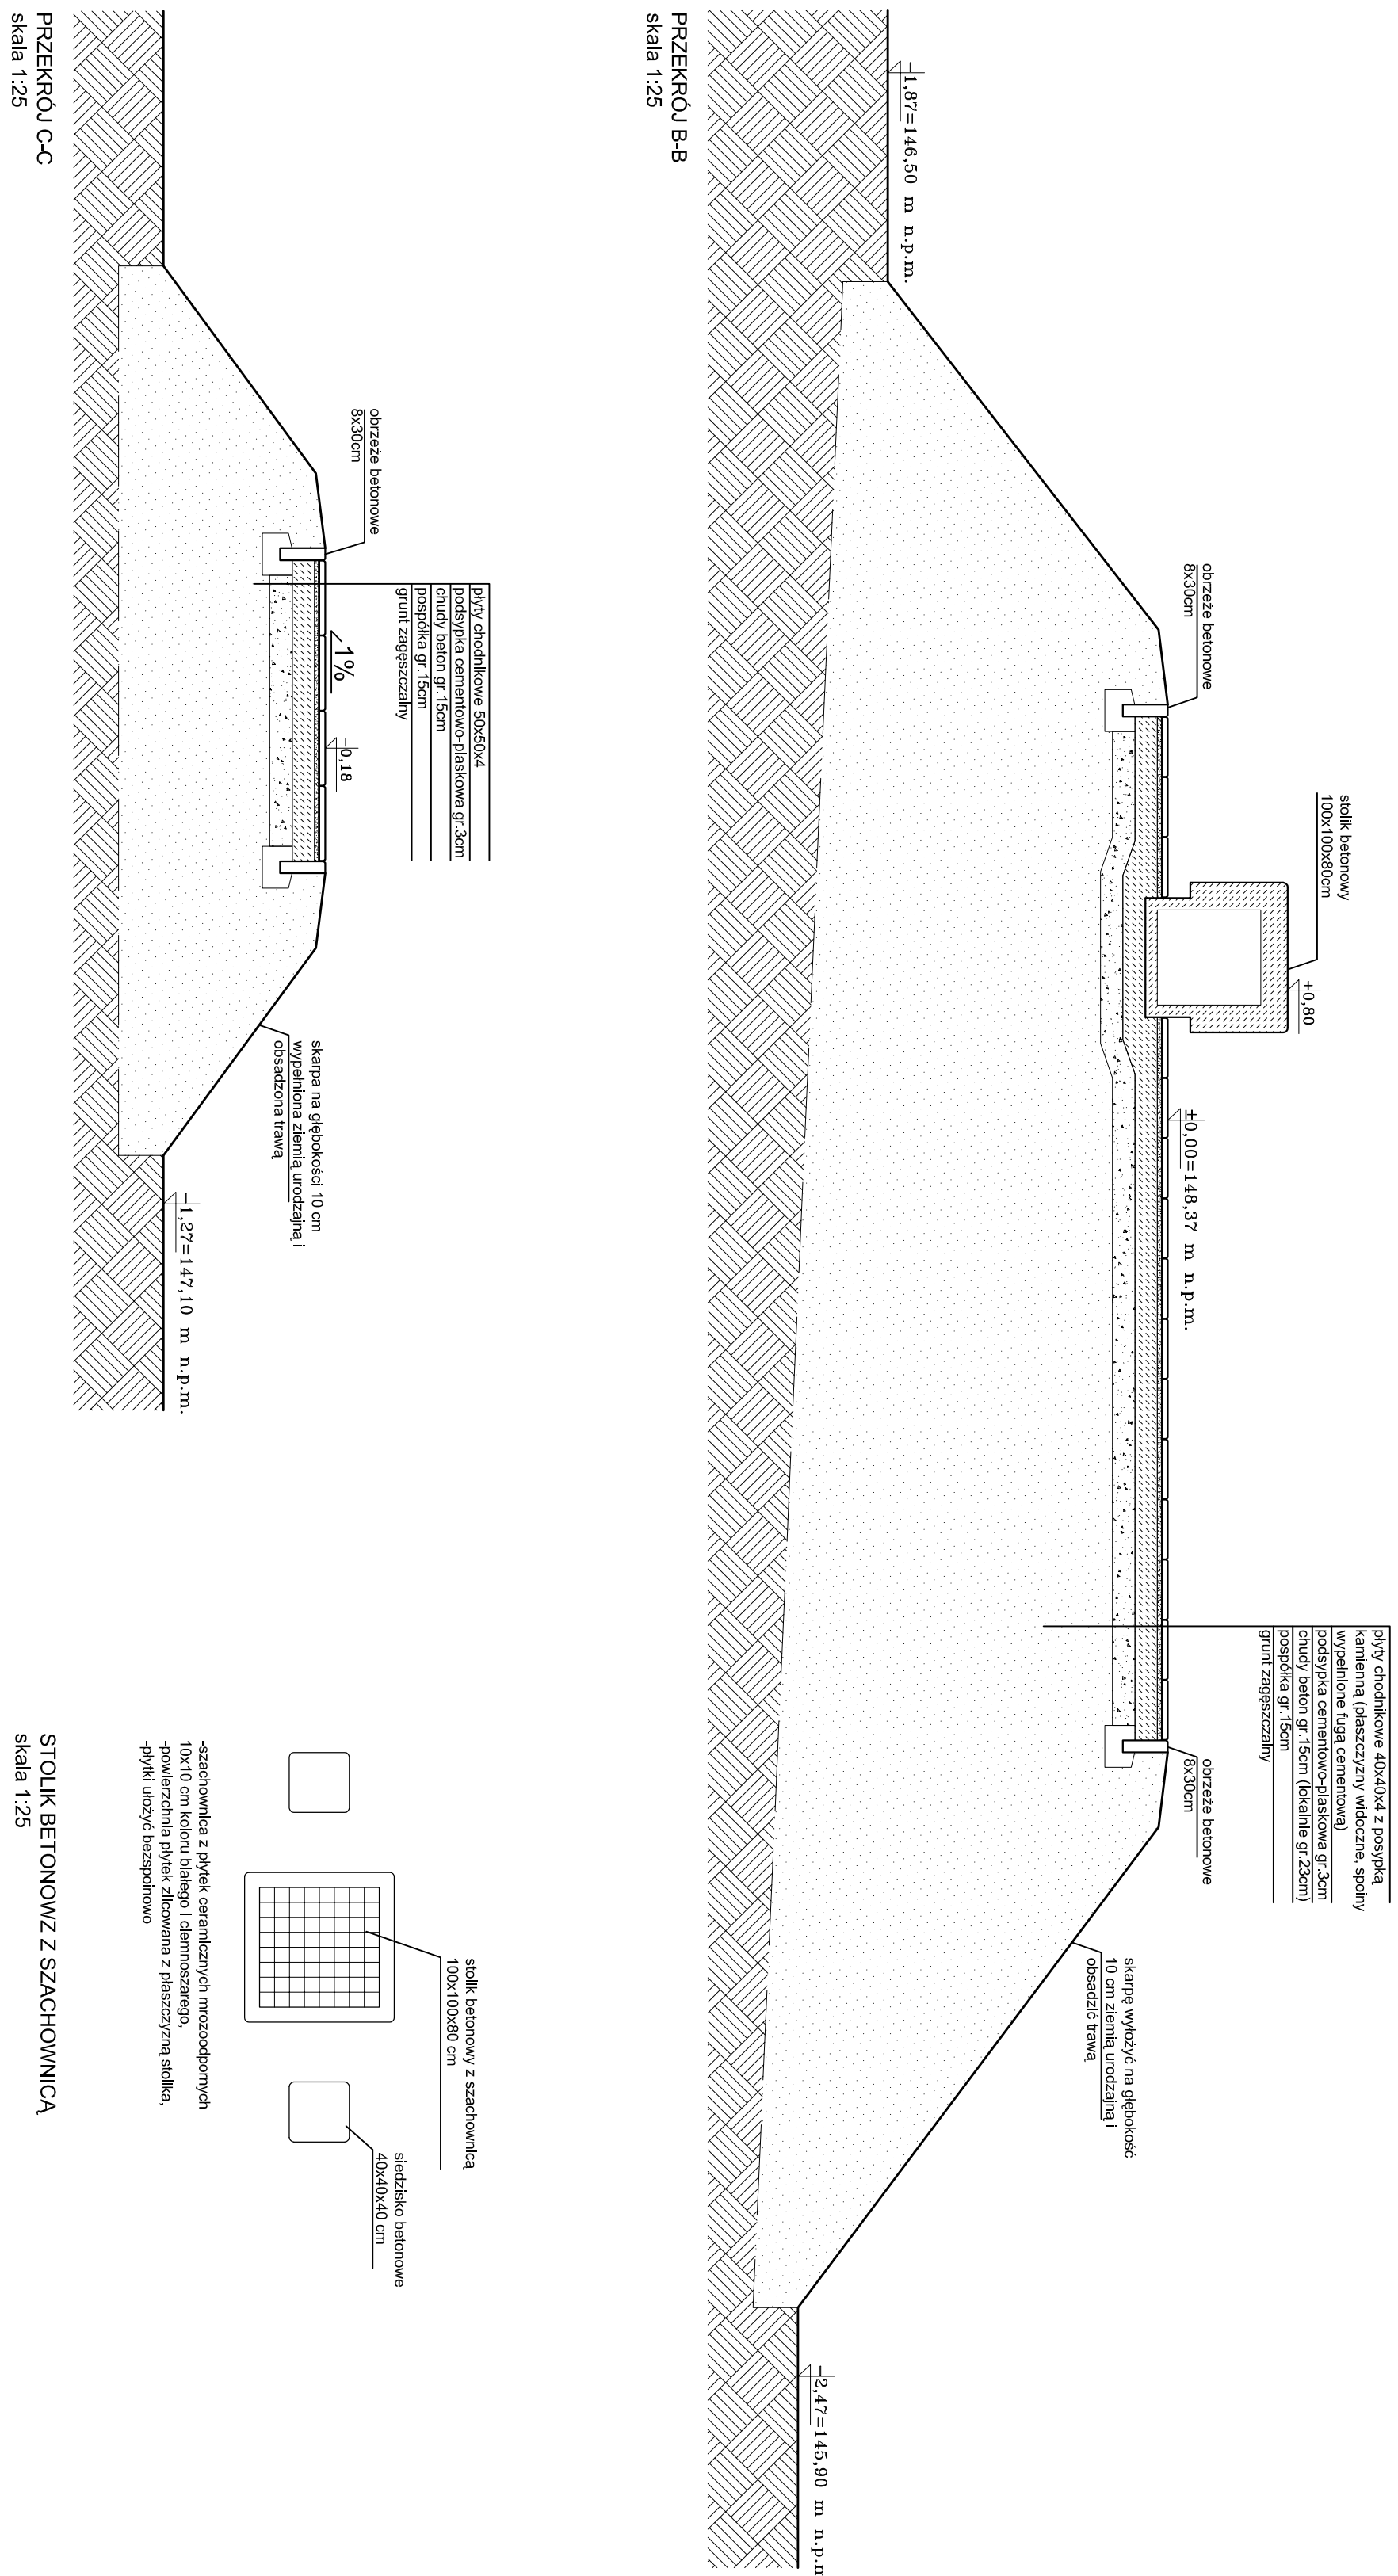 -1,87=146,50 m n.p.m.
obrzeże betonowe
8x30cm
stolik betonowy
100x100x80cm
+0,80
±0,00=148,37 m n.p.m.
płyty chodnikowe 40x40x4 z posypką
kamienną (płaszczyzny widoczne, spoiny
wypełnione fugą cementową)
podsypka cementowo-piaskowa gr.3cm
chudy beton gr.15cm (lokalnie gr.23cm)
pospółka gr.15cm
grunt zagęszczalny
obrzeże betonowe
8x30cm
skarpę wyłożyć na głębokość
10 cm ziemią urodzajną i
obsadzić trawą
-2,47=145,90 m n.p.m
PRZEKRÓJ B-B
skala 1:25
obrzeże betonowe
8x30cm
płyty chodnikowe 50x50x4
podsypka cementowo-piaskowa gr.3cm
chudy beton gr.15cm
pospółka gr.15cm
grunt zagęszczalny
1%
-0,18
skarpa na głębokości 10 cm
wypełniona ziemią urodzajną i
obsadzona trawą
-1,27=147,10 m n.p.m.
PRZEKRÓJ C-C
skala 1:25
stolik betonowy z szachownicą
100x100x80 cm
siedzisko betonowe
40x40x40 cm
-szachownica z płytek ceramicznych mrozoodpornych
10x10 cm koloru białego i ciemnoszarego,
-powierzchnia płytek zlicowana z płaszczyzną stolika,
-płytki ułożyć bezspoinowo
STOLIK BETONOWZ Z SZACHOWNICĄ
skala 1:25